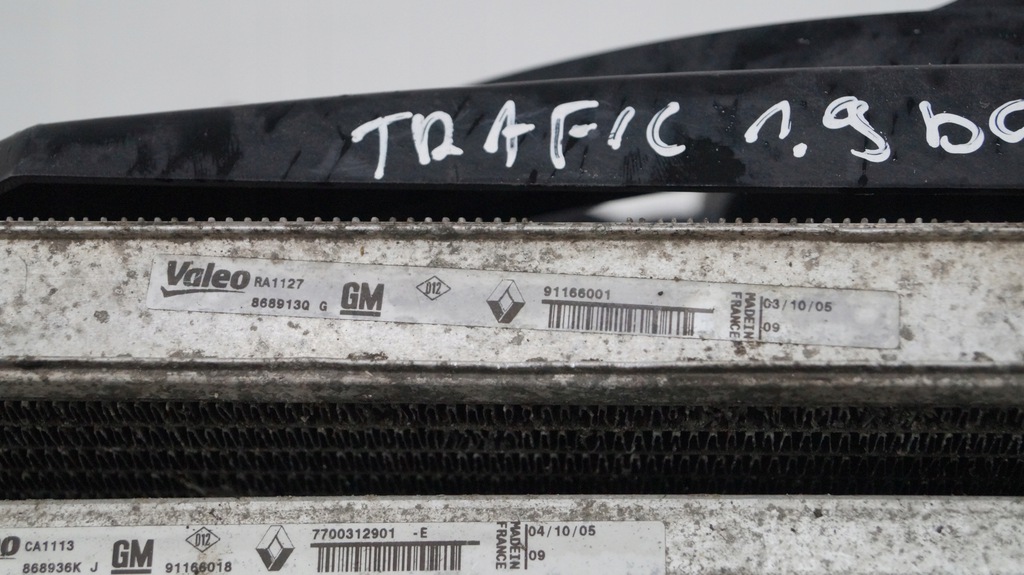 TRAFIC 1.9 DC
Valeo RA1127
868913Q G
GM
D12
91166001
MADE IN
FRANCE
03/10/05
09
CA1113
868936K J
GM
D12
91166018
7700312901 -E
MADE IN
FRANCE
04/10/05
09